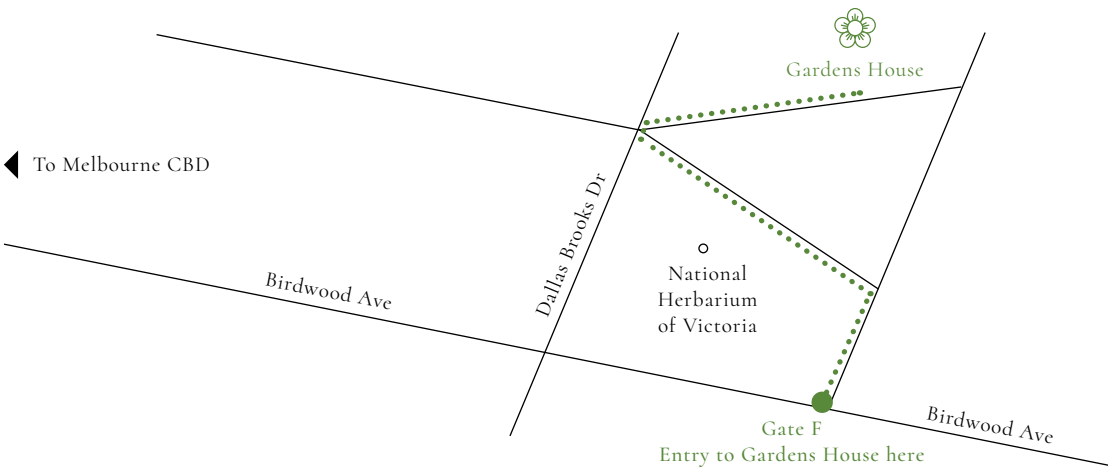 Gardens House
To Melbourne CBD
Dallas Brooks Dr
National
Herbarium
of Victoria
Birdwood Ave
Birdwood Ave
Gate F
Entry to Gardens House here